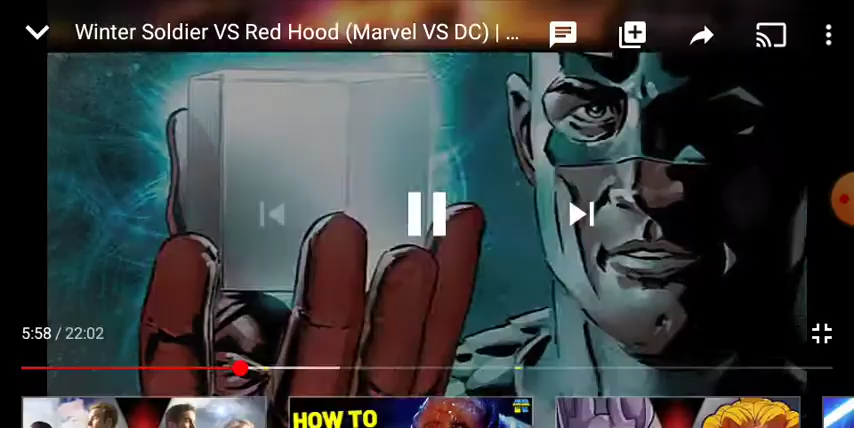 Winter Soldier VS Red Hood (Marvel VS DC) | ...
5:58 / 22:02
HOW TO